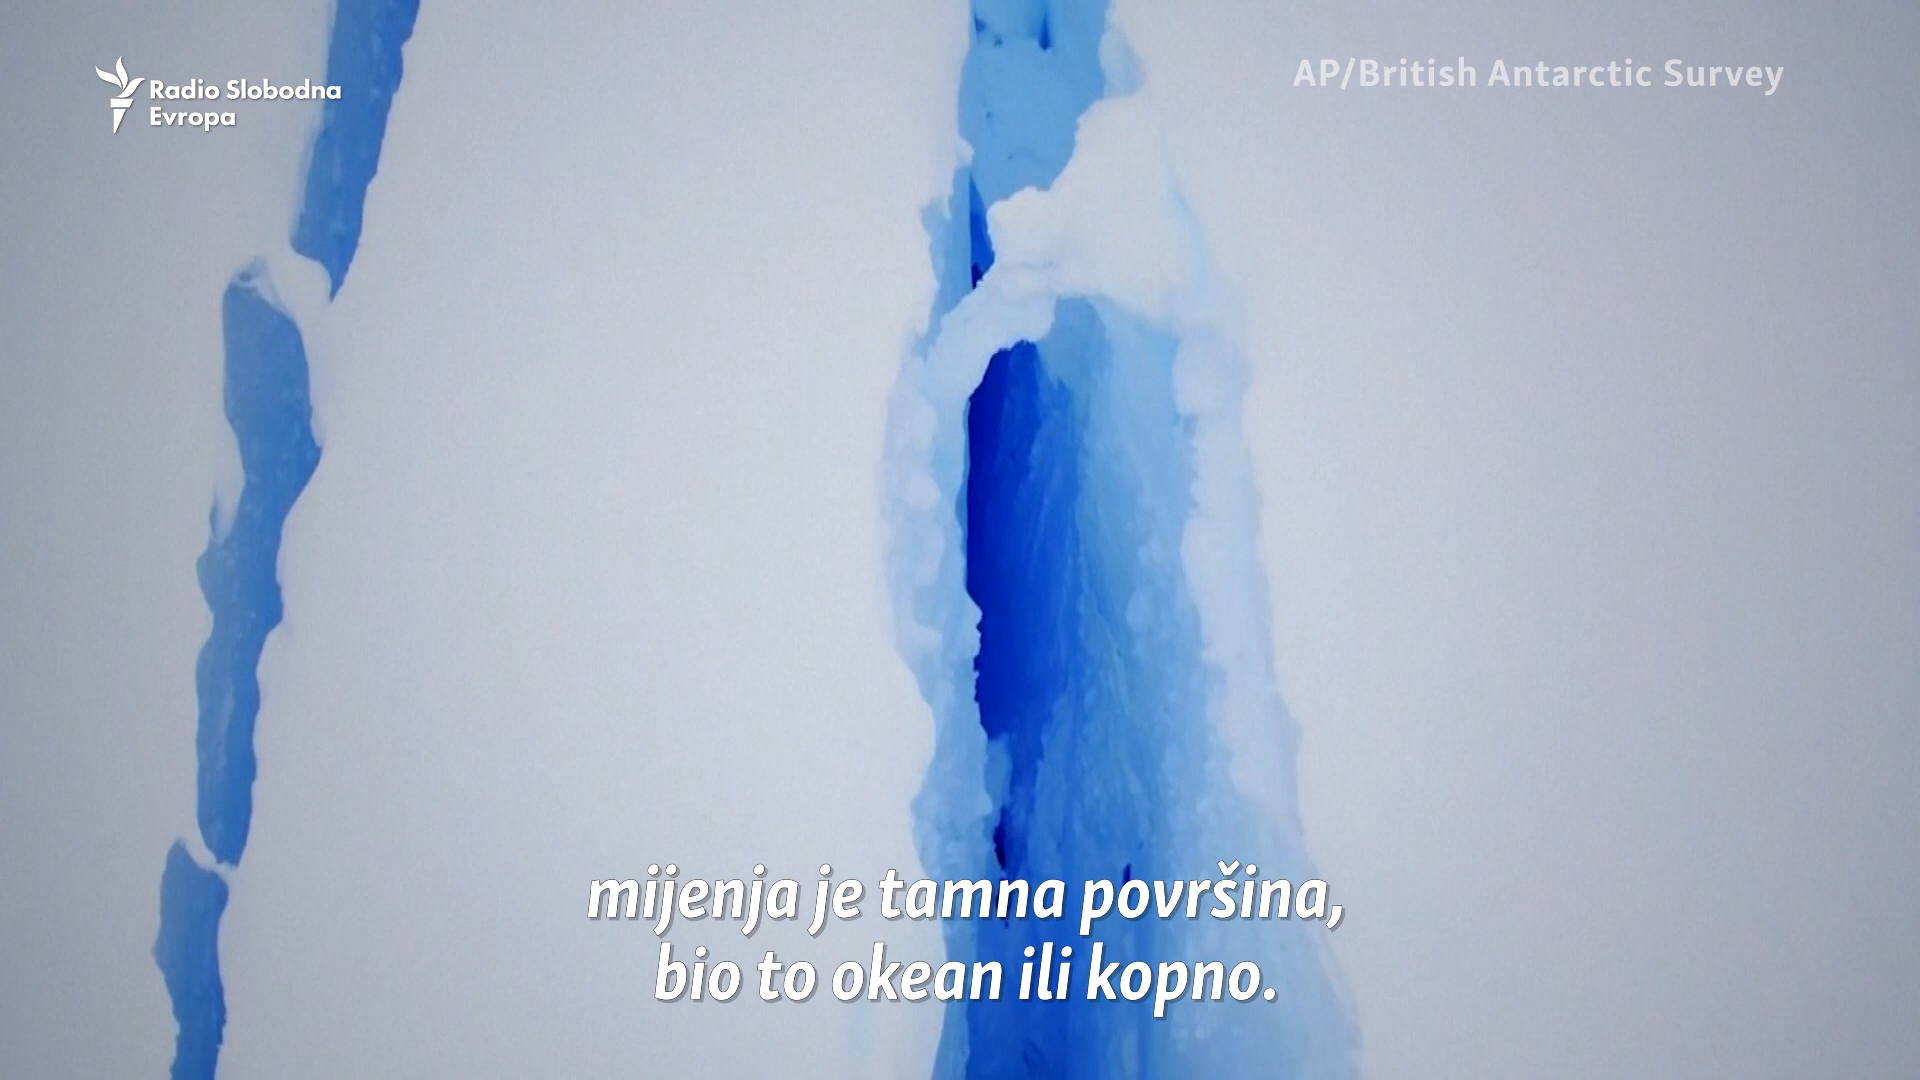 Radio Slobodna
Evropa
AP/British Antarctic Survey
mijenja je tamna površina,
bio to okean ili kopno.